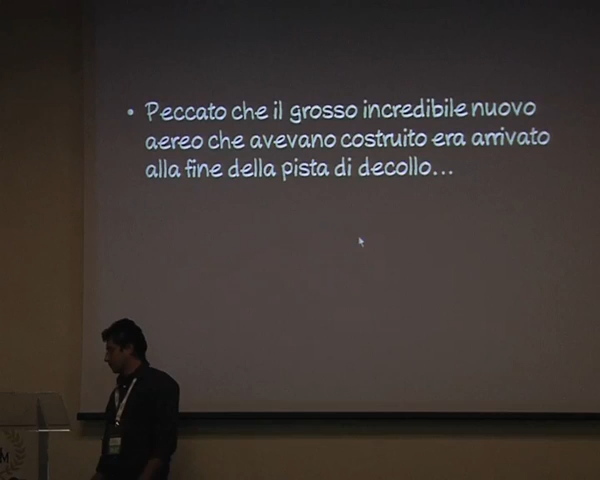 • Peccato che il grosso incredibile nuovo
aereo che avevano costruito era arrivato
alla fine della pista di decollo...
M